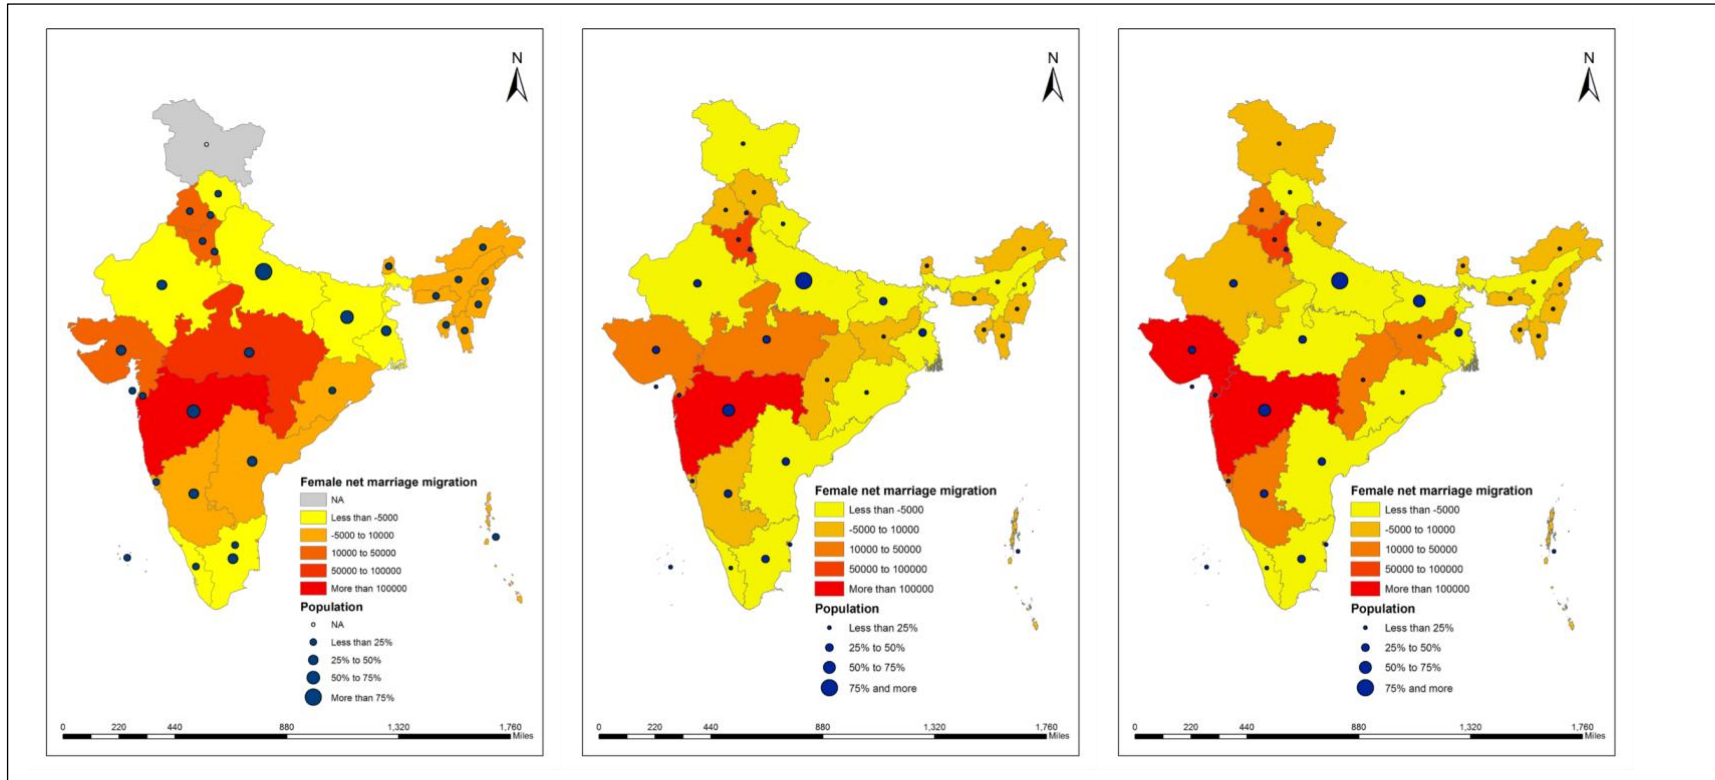 N
Female net marriage migration
NA
Less than -5000
-5000 to 10000
10000 to 50000
50000 to 100000
More than 100000
Population
NA
Less than 25%
25% to 50%
50% to 75%
More than 75%
0 220 440 880 1,320 1,760
Miles
N
Female net marriage migration
Less than -5000
-5000 to 10000
10000 to 50000
50000 to 100000
More than 100000
Population
Less than 25%
25% to 50%
50% to 75%
75% and more
0 220 440 880 1,320 1,760
Miles
N
Female net marriage migration
Less than -5000
-5000 to 10000
10000 to 50000
50000 to 100000
More than 100000
Population
Less than 25%
25% to 50%
50% to 75%
75% and more
0 220 440 880 1,320 1,760
Miles